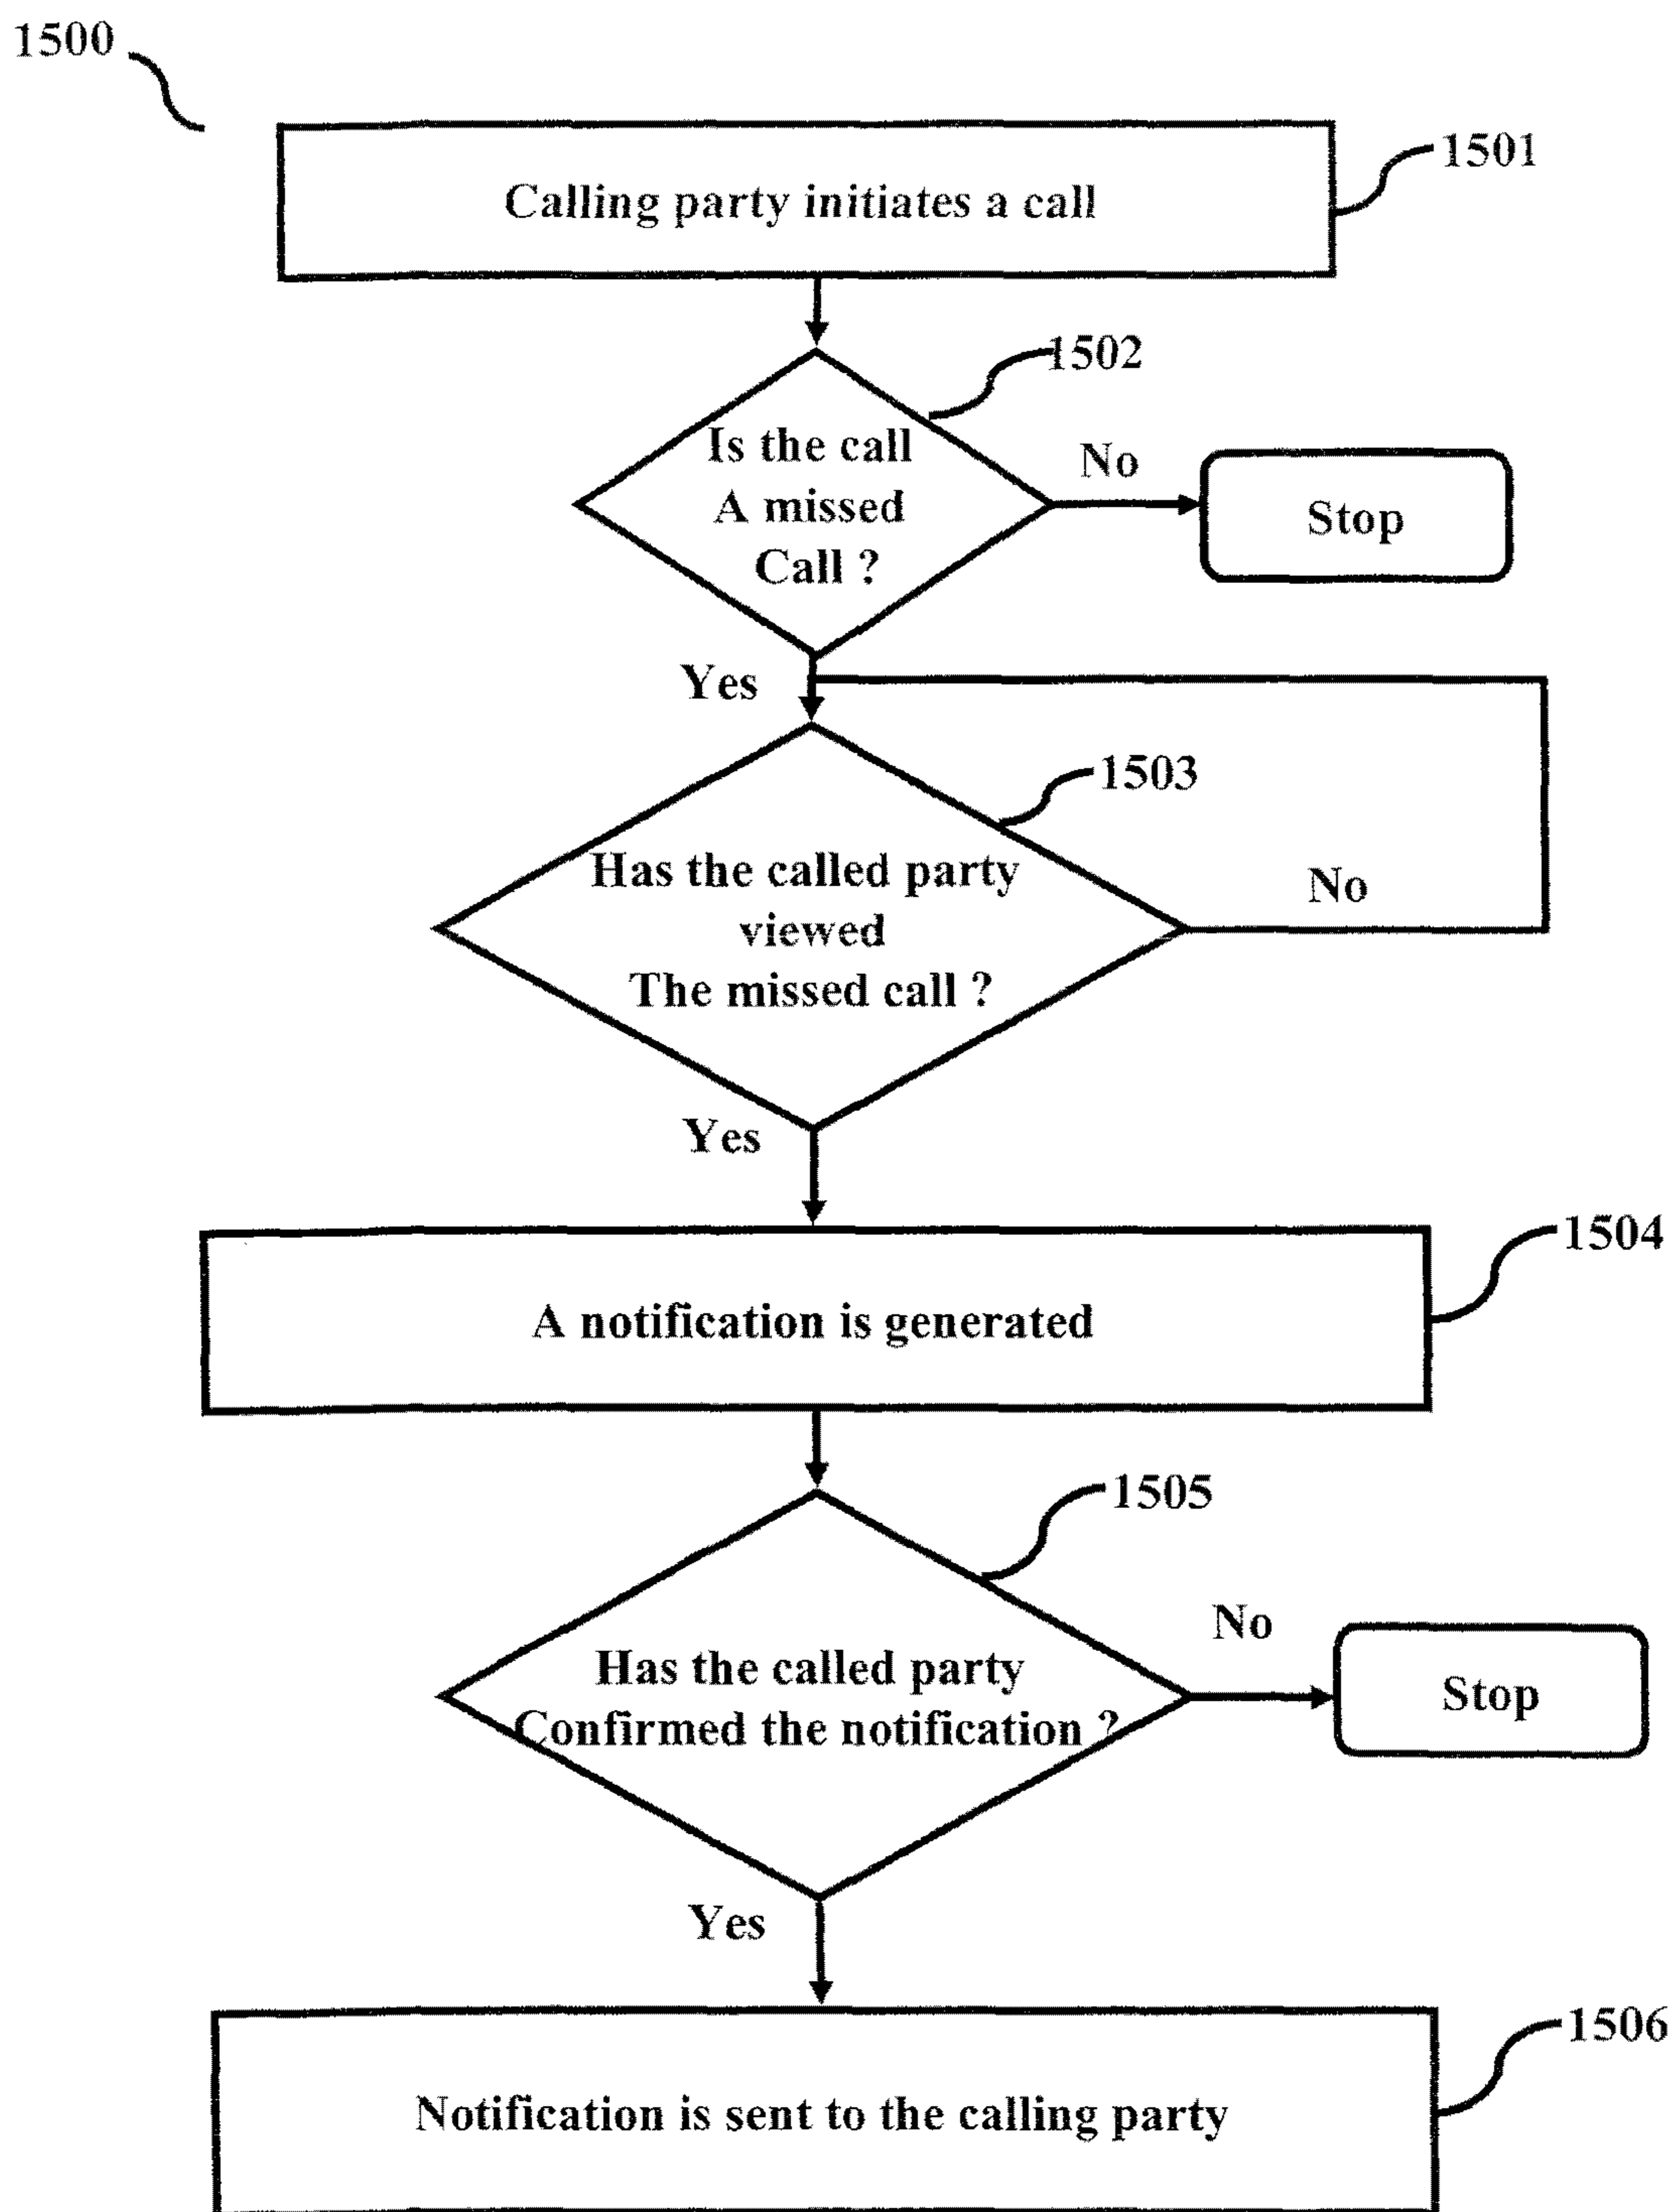 1500
1501
Calling party initiates a call
1502
Is the call
A missed
Call ?
No
Stop
Yes
1503
Has the called party
viewed
The missed call ?
No
Yes
1504
A notification is generated
1505
Has the called party
Confirmed the notification ?
No
Stop
Yes
1506
Notification is sent to the calling party